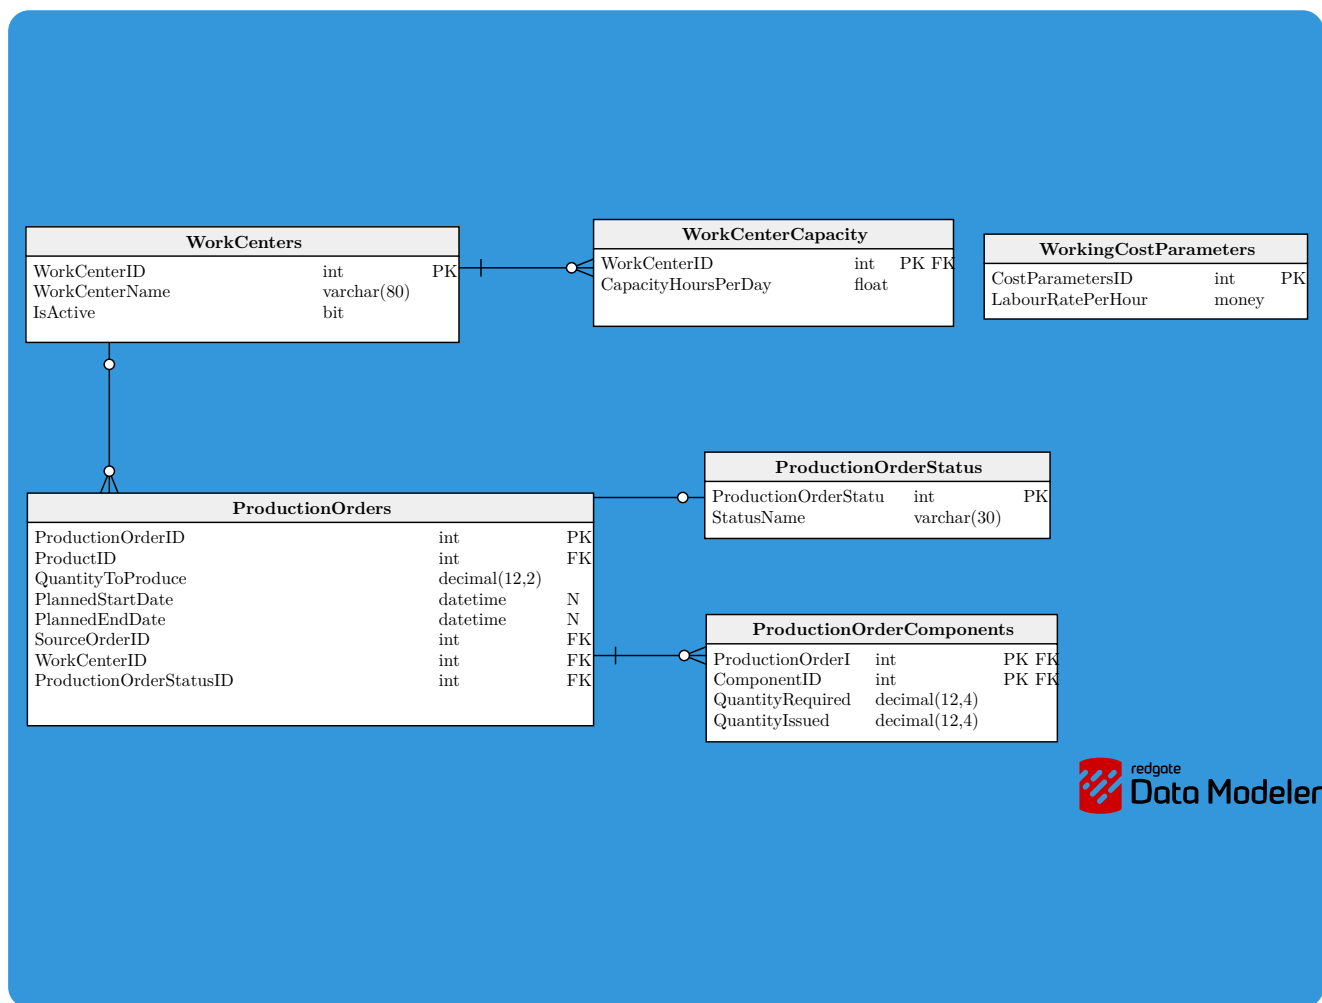 WorkCenters
WorkCenterID int PK
WorkCenterName varchar(80)
IsActive bit
WorkCenterCapacity
WorkCenterID int PK FK
CapacityHoursPerDay float
WorkingCostParameters
CostParametersID int PK
LabourRatePerHour money
ProductionOrders
ProductionOrderID int PK
ProductID int FK
QuantityToProduce decimal(12,2)
PlannedStartDate datetime N
PlannedEndDate datetime N
SourceOrderID int FK
WorkCenterID int FK
ProductionOrderStatusID int FK
ProductionOrderStatus
ProductionOrderStatu int PK
StatusName varchar(30)
ProductionOrderComponents
ProductionOrderI int PK FK
ComponentID int PK FK
QuantityRequired decimal(12,4)
QuantityIssued decimal(12,4)
redgate
Data Modeler